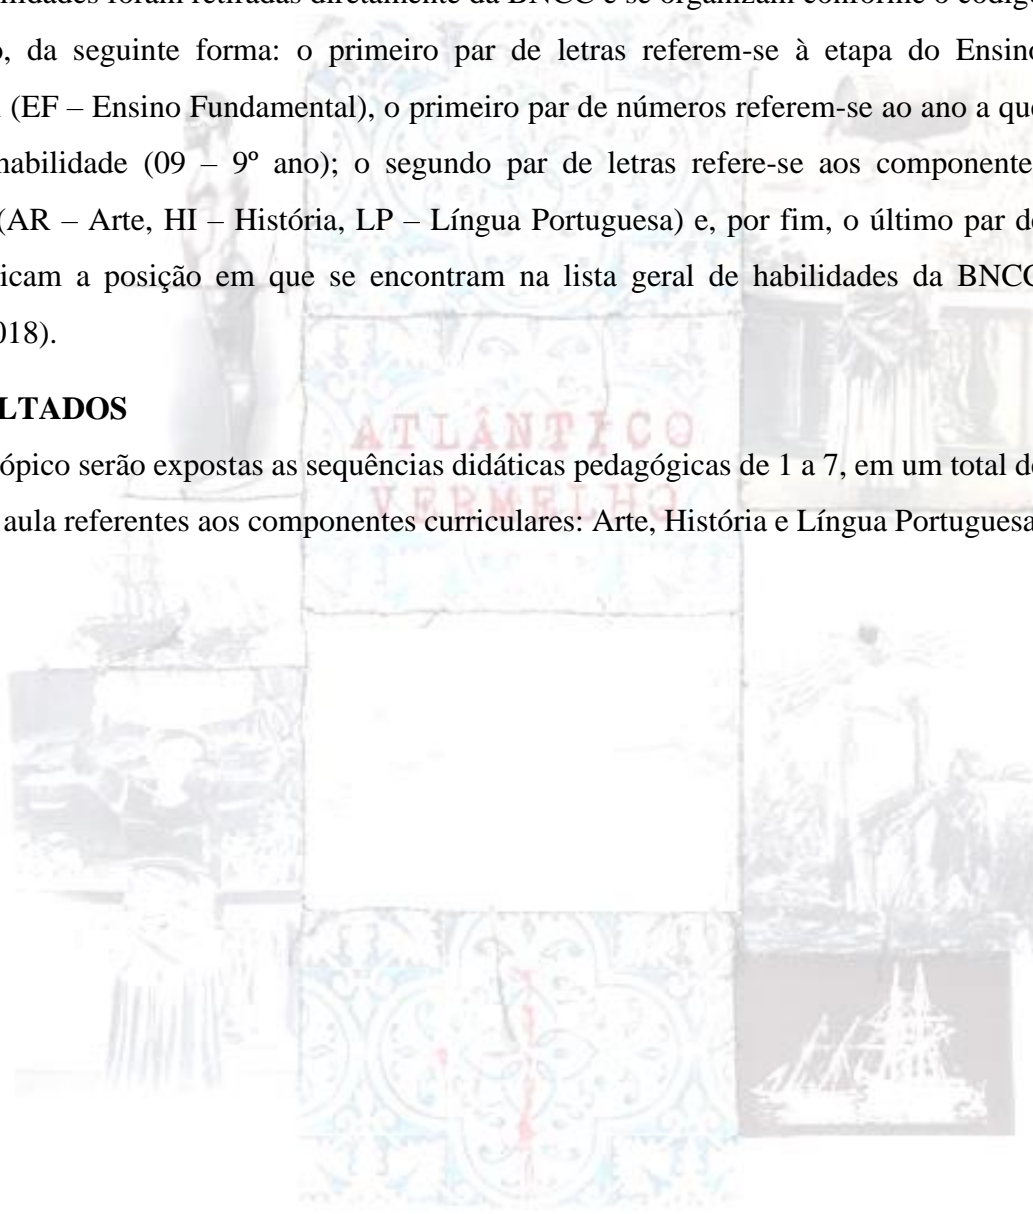 ilidades foram retiradas diretamente da BNCC e se organizam conforme o código
o, da seguinte forma: o primeiro par de letras referem-se à etapa do Ensino
(EF – Ensino Fundamental), o primeiro par de números referem-se ao ano a que
habilidade (09 – 9º ano); o segundo par de letras refere-se aos componente
(AR – Arte, HI – História, LP – Língua Portuguesa) e, por fim, o último par de
icam a posição em que se encontram na lista geral de habilidades da BNCC
018).
LTADOS
ópico serão expostas as sequências didáticas pedagógicas de 1 a 7, em um total de
aula referentes aos componentes curriculares: Arte, História e Língua Portuguesa
ATLÂNTICO
VERMELHO